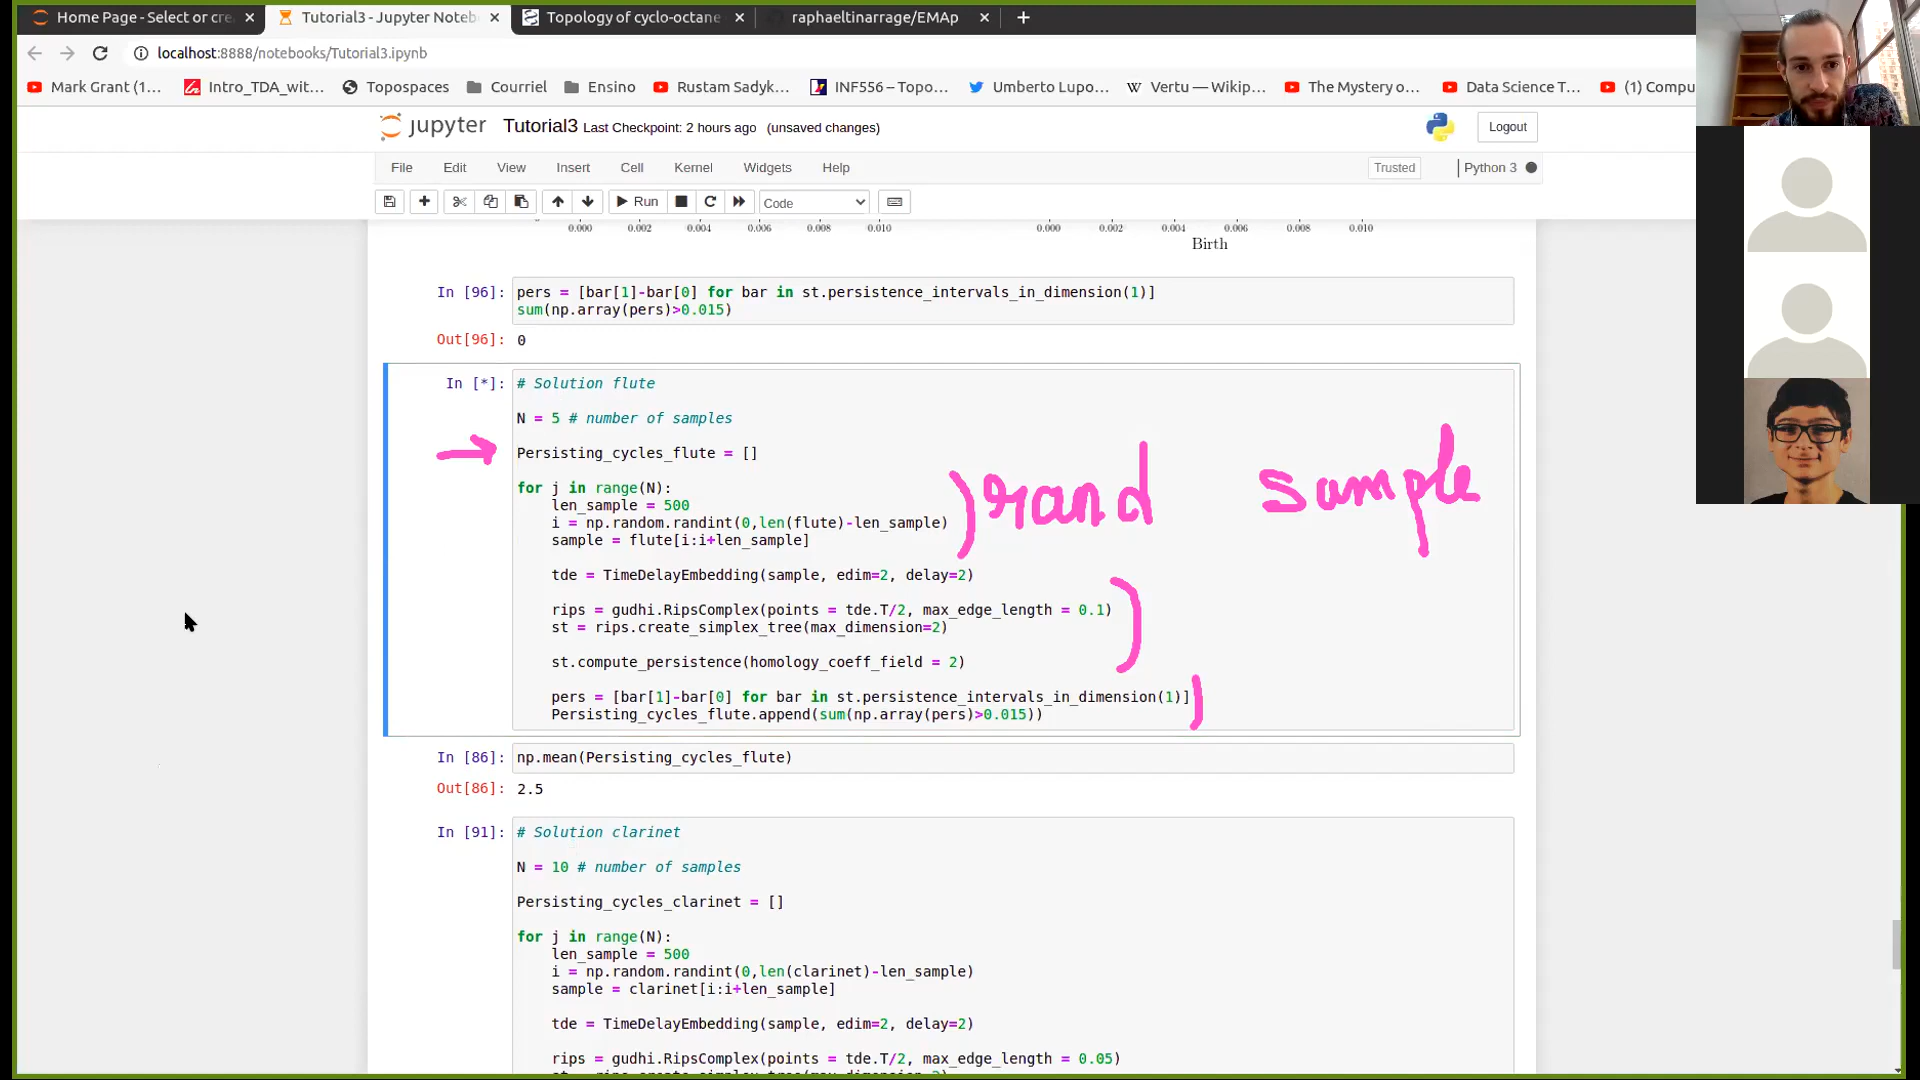 Home Page - Select or cre
Tutorial3 - Jupyter Noteb
Topology of cyclo-octane
raphaeltinarrage/EMAp
localhost:8888/notebooks/Tutorial3.ipynb
Mark Grant (1... Intro_TDA_wit... Topospaces Courriel Ensino Rustam Sadyk... INF556 – Topo... Umberto Lupo... Vertu — Wikip... The Mystery o... Data Science T... (1) Compu
jupyter Tutorial3 Last Checkpoint: 2 hours ago (unsaved changes) Logout
File Edit View Insert Cell Kernel Widgets Help Trusted Python 3
Run Code
0.000 0.002 0.004 0.006 0.008 0.010 0.000 0.002 0.004 0.006 0.008 0.010
Birth
In [96]: pers = [bar[1]-bar[0] for bar in st.persistence_intervals_in_dimension(1)]
sum(np.array(pers)>0.015)
Out[96]: 0
In [*]: # Solution flute
N = 5 # number of samples
Persisting_cycles_flute = []
rand sample
for j in range(N):
len_sample = 500
i = np.random.randint(0,len(flute)-len_sample)
sample = flute[i:i+len_sample]
tde = TimeDelayEmbedding(sample, edim=2, delay=2)
rips = gudhi.RipsComplex(points = tde.T/2, max_edge_length = 0.1)
st = rips.create_simplex_tree(max_dimension=2)
st.compute_persistence(homology_coeff_field = 2)
pers = [bar[1]-bar[0] for bar in st.persistence_intervals_in_dimension(1)]
Persisting_cycles_flute.append(sum(np.array(pers)>0.015))
In [86]: np.mean(Persisting_cycles_flute)
Out[86]: 2.5
In [91]: # Solution clarinet
N = 10 # number of samples
Persisting_cycles_clarinet = []
for j in range(N):
len_sample = 500
i = np.random.randint(0,len(clarinet)-len_sample)
sample = clarinet[i:i+len_sample]
tde = TimeDelayEmbedding(sample, edim=2, delay=2)
rips = gudhi.RipsComplex(points = tde.T/2, max_edge_length = 0.05)